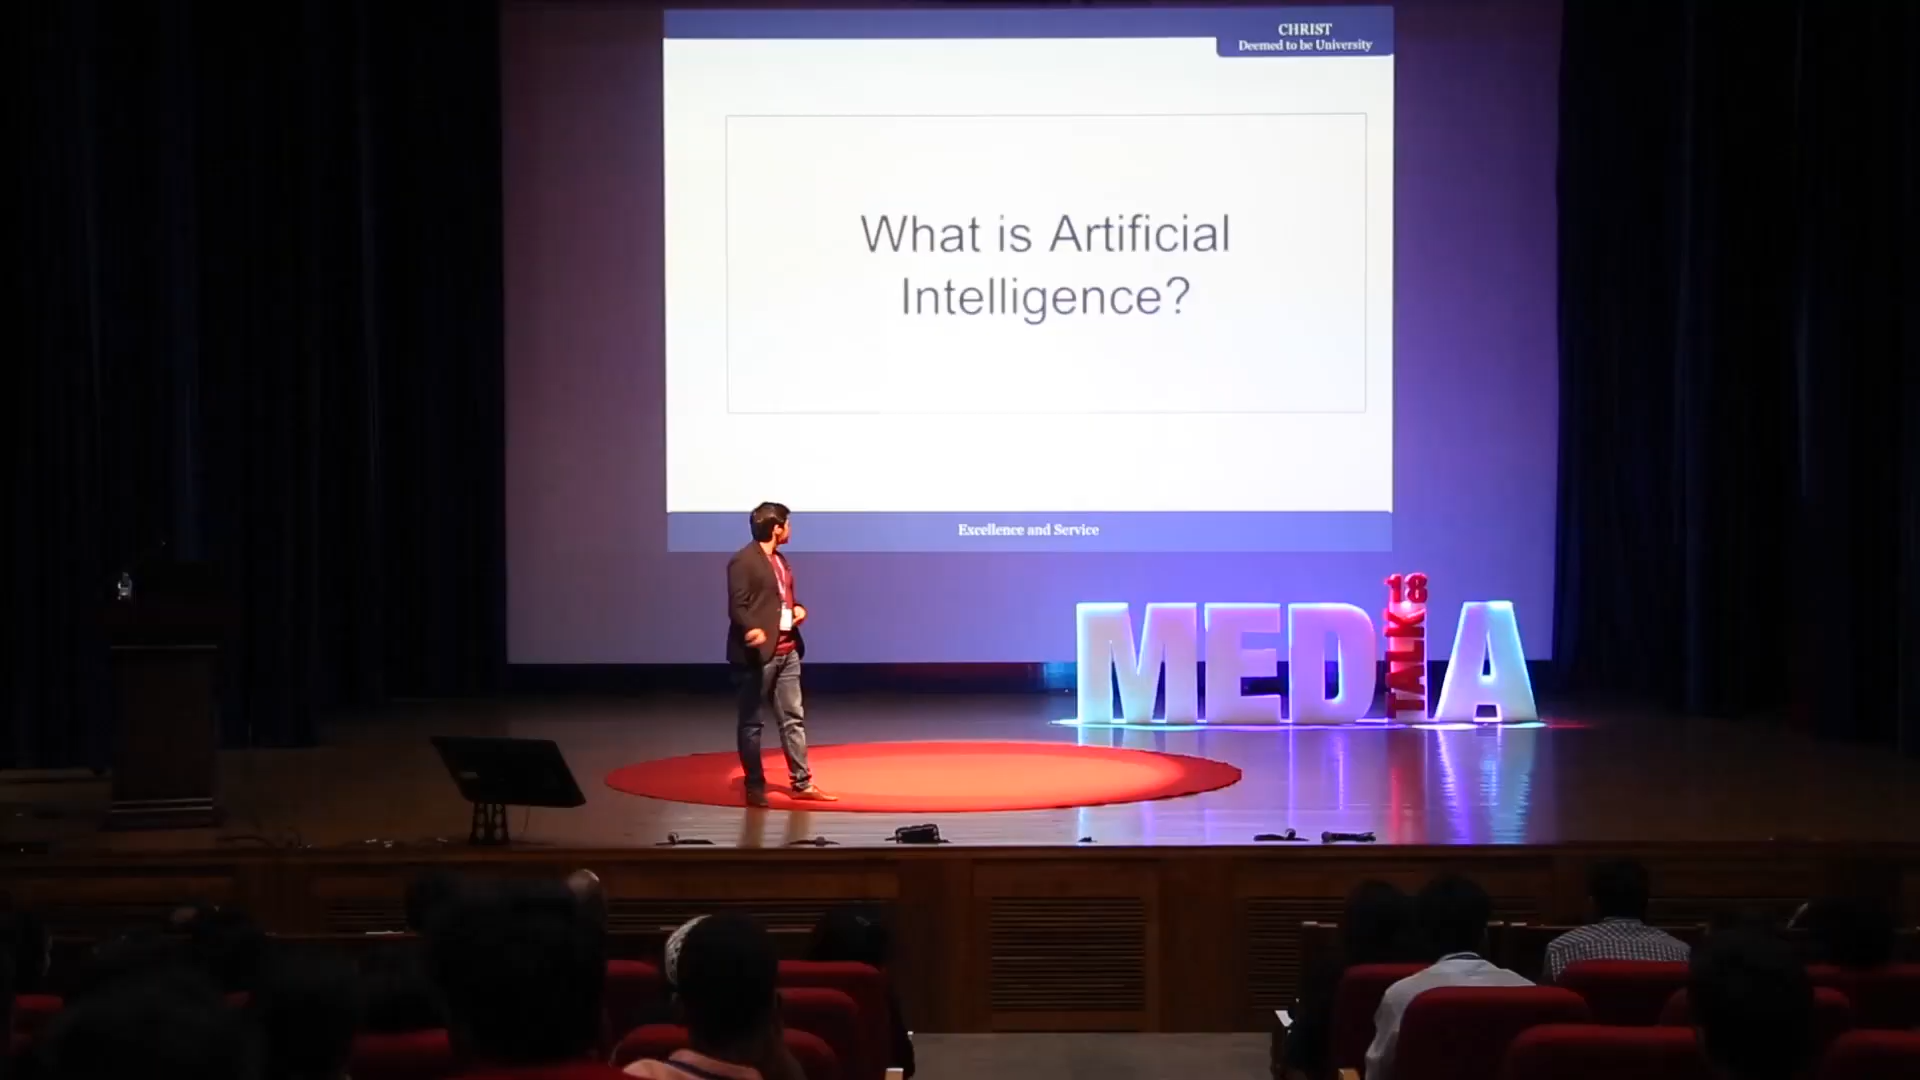 CHRIST
Deemed to be University
What is Artificial
Intelligence?
Excellence and Service
18
MEDIA
TALK